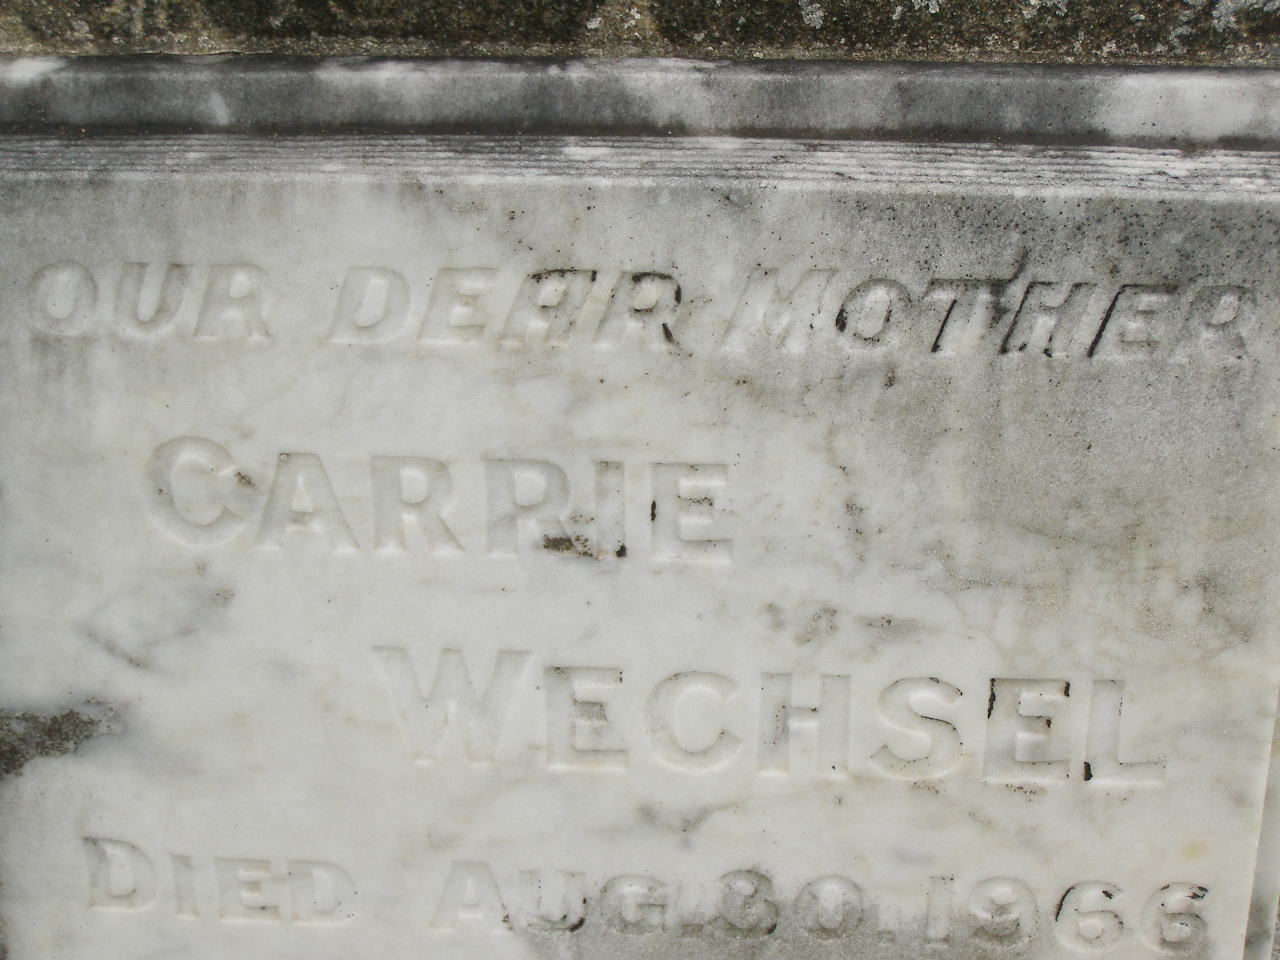 OUR DEAR MOTHER
CARRIE
WECHSEL
DIED AUG. 30. 1966